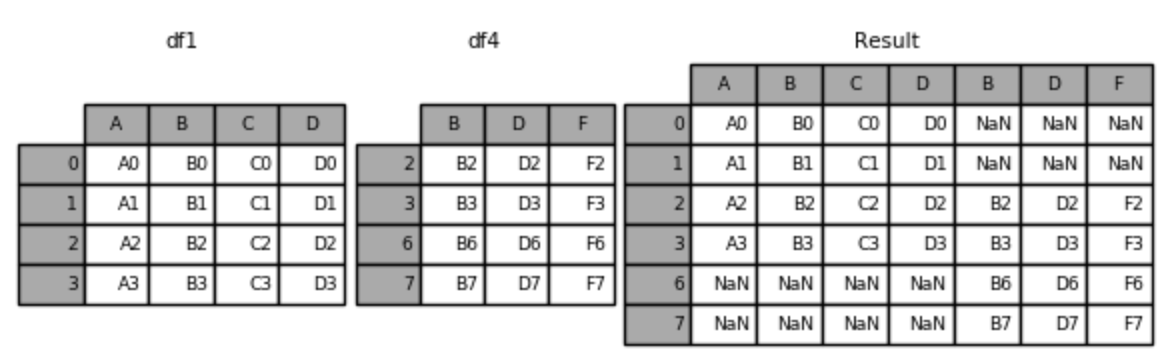 df1 df4 Result
A B C D B D F
A B C D B D F
0 A0 B0 C0 D0 NaN NaN NaN
0 A0 B0 C0 D0 2 B2 D2 F2 1 A1 B1 C1 D1 NaN NaN NaN
1 A1 B1 C1 D1 3 B3 D3 F3 2 A2 B2 C2 D2 B2 D2 F2
2 A2 B2 C2 D2 6 B6 D6 F6 3 A3 B3 C3 D3 B3 D3 F3
3 A3 B3 C3 D3 7 B7 D7 F7 6 NaN NaN NaN NaN B6 D6 F6
7 NaN NaN NaN NaN B7 D7 F7